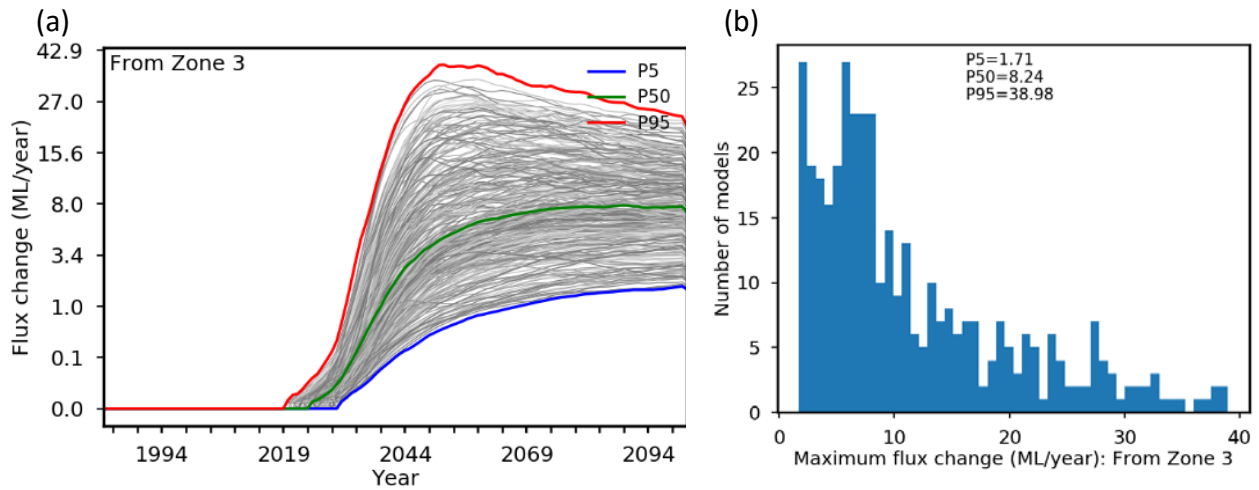 (a)
42.9
27.0
15.6
8.0
3.4
1.0
0.1
0.0
Flux change (ML/year)
From Zone 3
P5
P50
P95
1994
2019
2044
2069
2094
Year
(b)
25
20
15
10
5
0
Number of models
P5=1.71
P50=8.24
P95=38.98
0
10
20
30
40
Maximum flux change (ML/year): From Zone 3